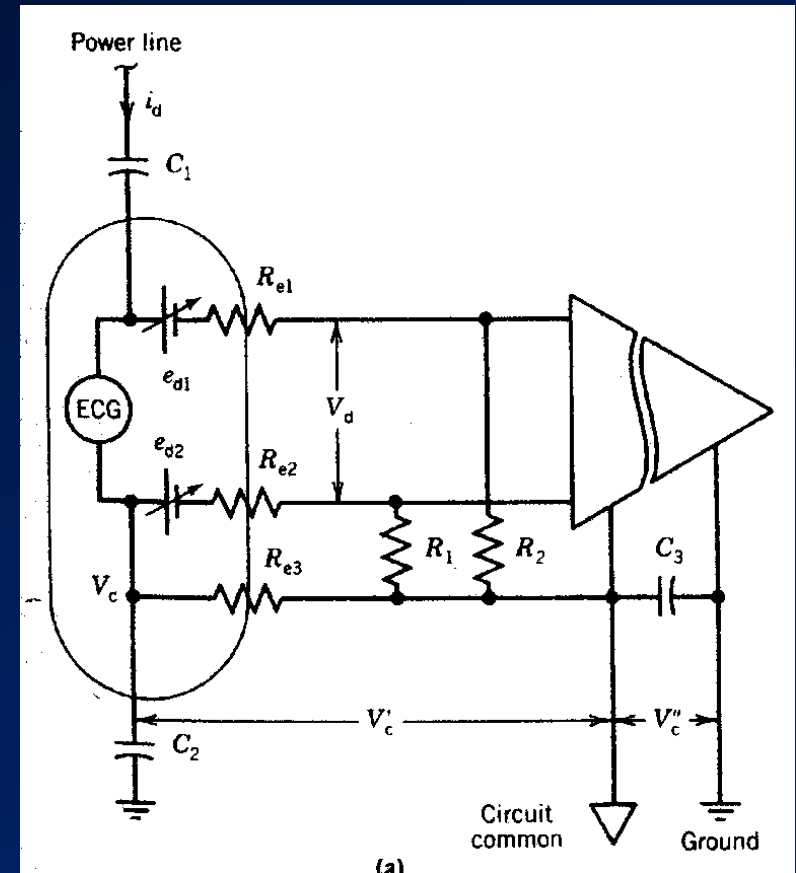 Power line
i_d
C_1
R_e1
e_d1
ECG
V_d
e_d2
R_e2
R_1
R_2
C_3
R_e3
V_c
V'_c
V''_c
C_2
Circuit
common
Ground
(a)